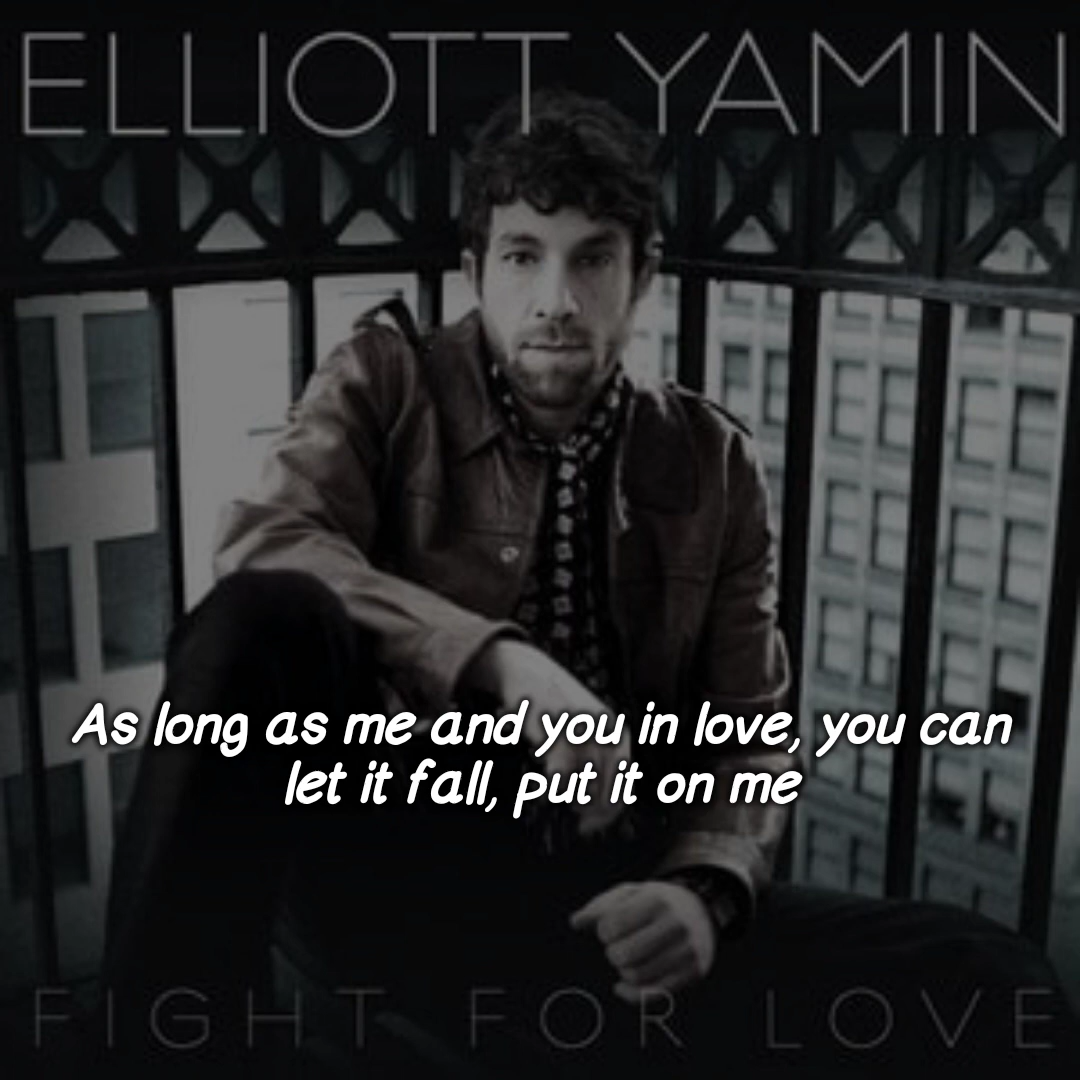 ELLIOTT YAMIN
As long as me and you in love, you can
let it fall, put it on me
FIGHT FOR LOVE